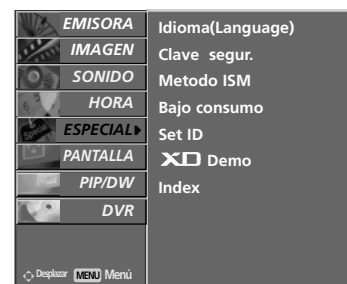 EMISORA
IMAGEN
SONIDO
HORA
ESPECIAL
PANTALLA
PIP/DW
DVR
Desplazar MENU Menú
Idioma(Language)
Clave segur.
Metodo ISM
Bajo consumo
Set ID
XD Demo
Index